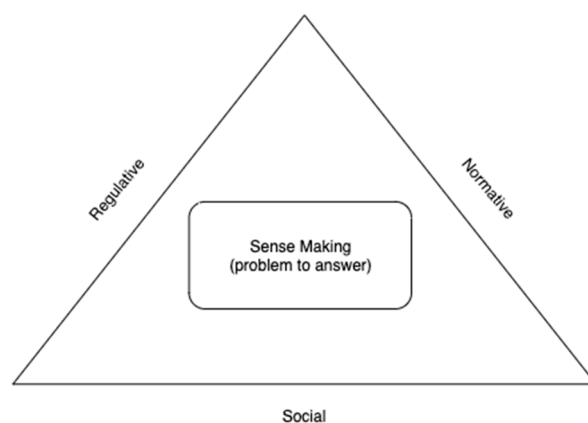 Regulative
Normative
Sense Making
(problem to answer)
Social